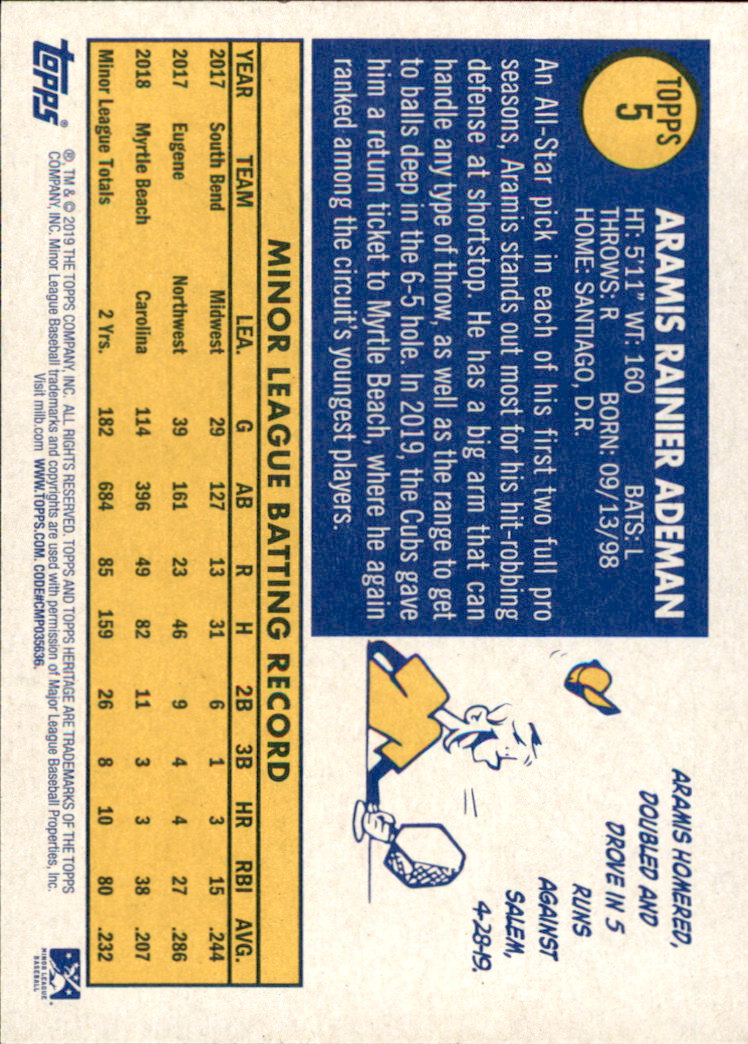 TOPPS
5
ARAMIS RAINIER ADEMAN
HT: 5'11" WT: 160 BATS: L
THROWS: R BORN: 09/13/98
HOME: SANTIAGO, D.R.
An All-Star pick in each of his first two full pro
seasons, Aramis stands out most for his hit-robbing
defense at shortstop. He has a big arm that can
handle any type of throw, as well as the range to get
to balls deep in the 6-5 hole. In 2019, the Cubs gave
him a return ticket to Myrtle Beach, where he again
ranked among the circuit's youngest players.
ARAMIS HOMERED,
DOUBLED AND
DROVE IN 5
RUNS
AGAINST
SALEM,
4-28-19.
MINOR LEAGUE BATTING RECORD
YEAR TEAM LEA. G AB R H 2B 3B HR RBI AVG.
2017 South Bend Midwest 29 127 13 31 6 1 3 15 .244
2017 Eugene Northwest 39 161 23 46 9 4 4 27 .286
2018 Myrtle Beach Carolina 114 396 49 82 11 3 3 38 .207
Minor League Totals 2 Yrs. 182 684 85 159 26 8 10 80 .232
topps®
®, TM & © 2019 THE TOPPS COMPANY, INC. ALL RIGHTS RESERVED. TOPPS AND TOPPS HERITAGE ARE TRADEMARKS OF THE TOPPS
COMPANY, INC. Minor League Baseball trademarks and copyrights are used with permission of Major League Baseball Properties, Inc.
Visit milb.com WWW.TOPPS.COM. CODE#CMP035636.
MINOR LEAGUE
BASEBALL